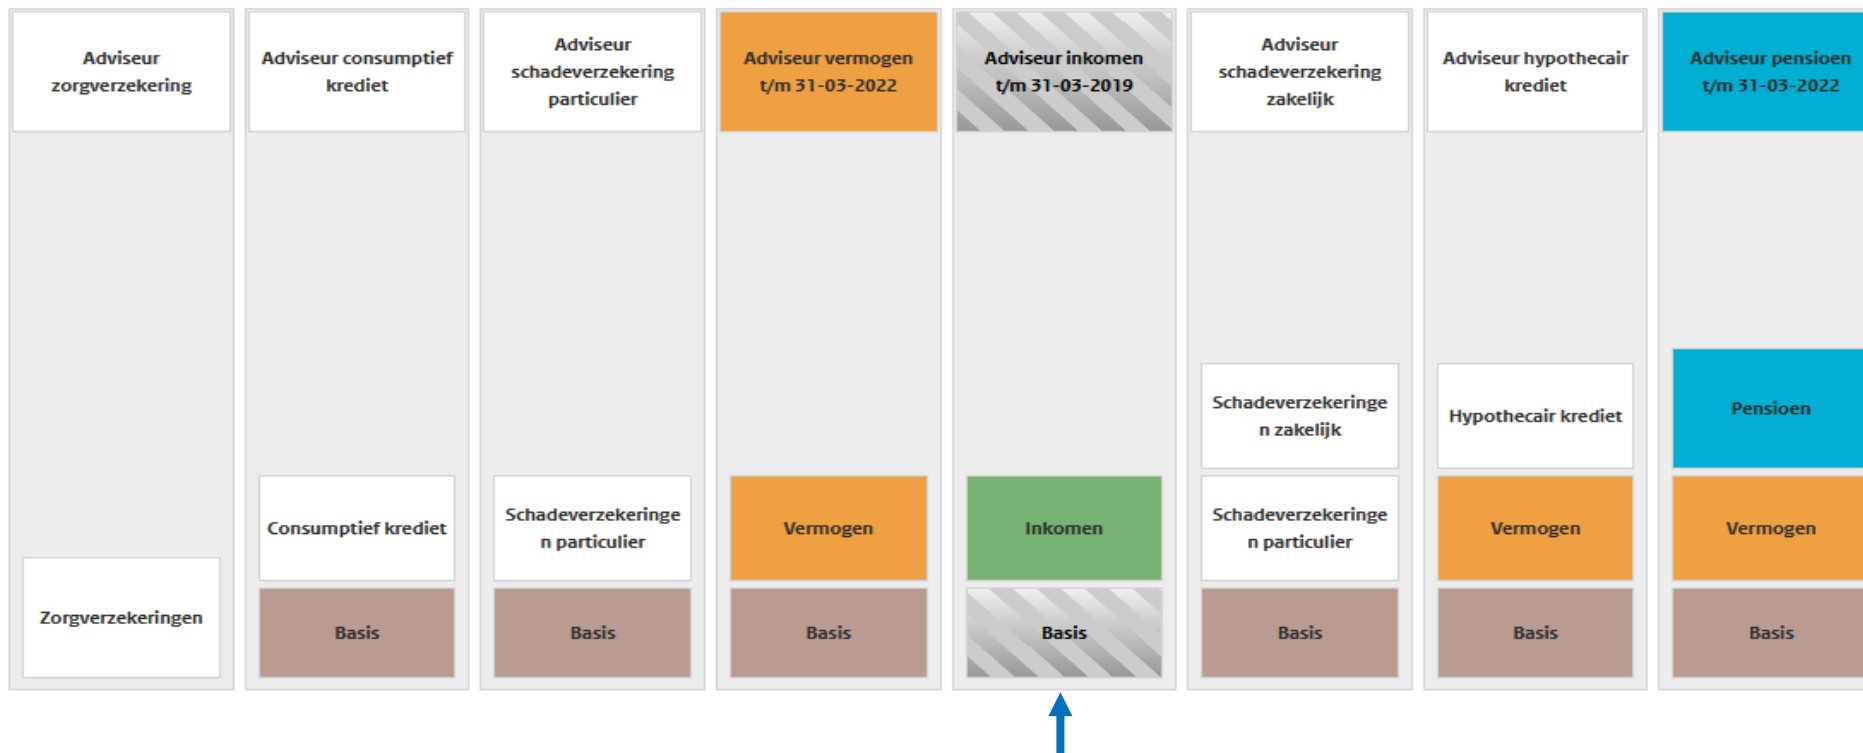 Adviseur
zorgverzekering
Adviseur consumptief
krediet
Adviseur
schadeverzekering
particulier
Adviseur vermogen
t/m 31-03-2022
Adviseur inkomen
t/m 31-03-2019
Adviseur
schadeverzekering
zakelijk
Adviseur hypothecair
krediet
Adviseur pensioen
t/m 31-03-2022
Schadeverzekeringe
n zakelijk
Hypothecair krediet
Pensioen
Consumptief krediet
Schadeverzekeringe
n particulier
Vermogen
Inkomen
Schadeverzekeringe
n particulier
Vermogen
Vermogen
Zorgverzekeringen
Basis
Basis
Basis
Basis
Basis
Basis
Basis